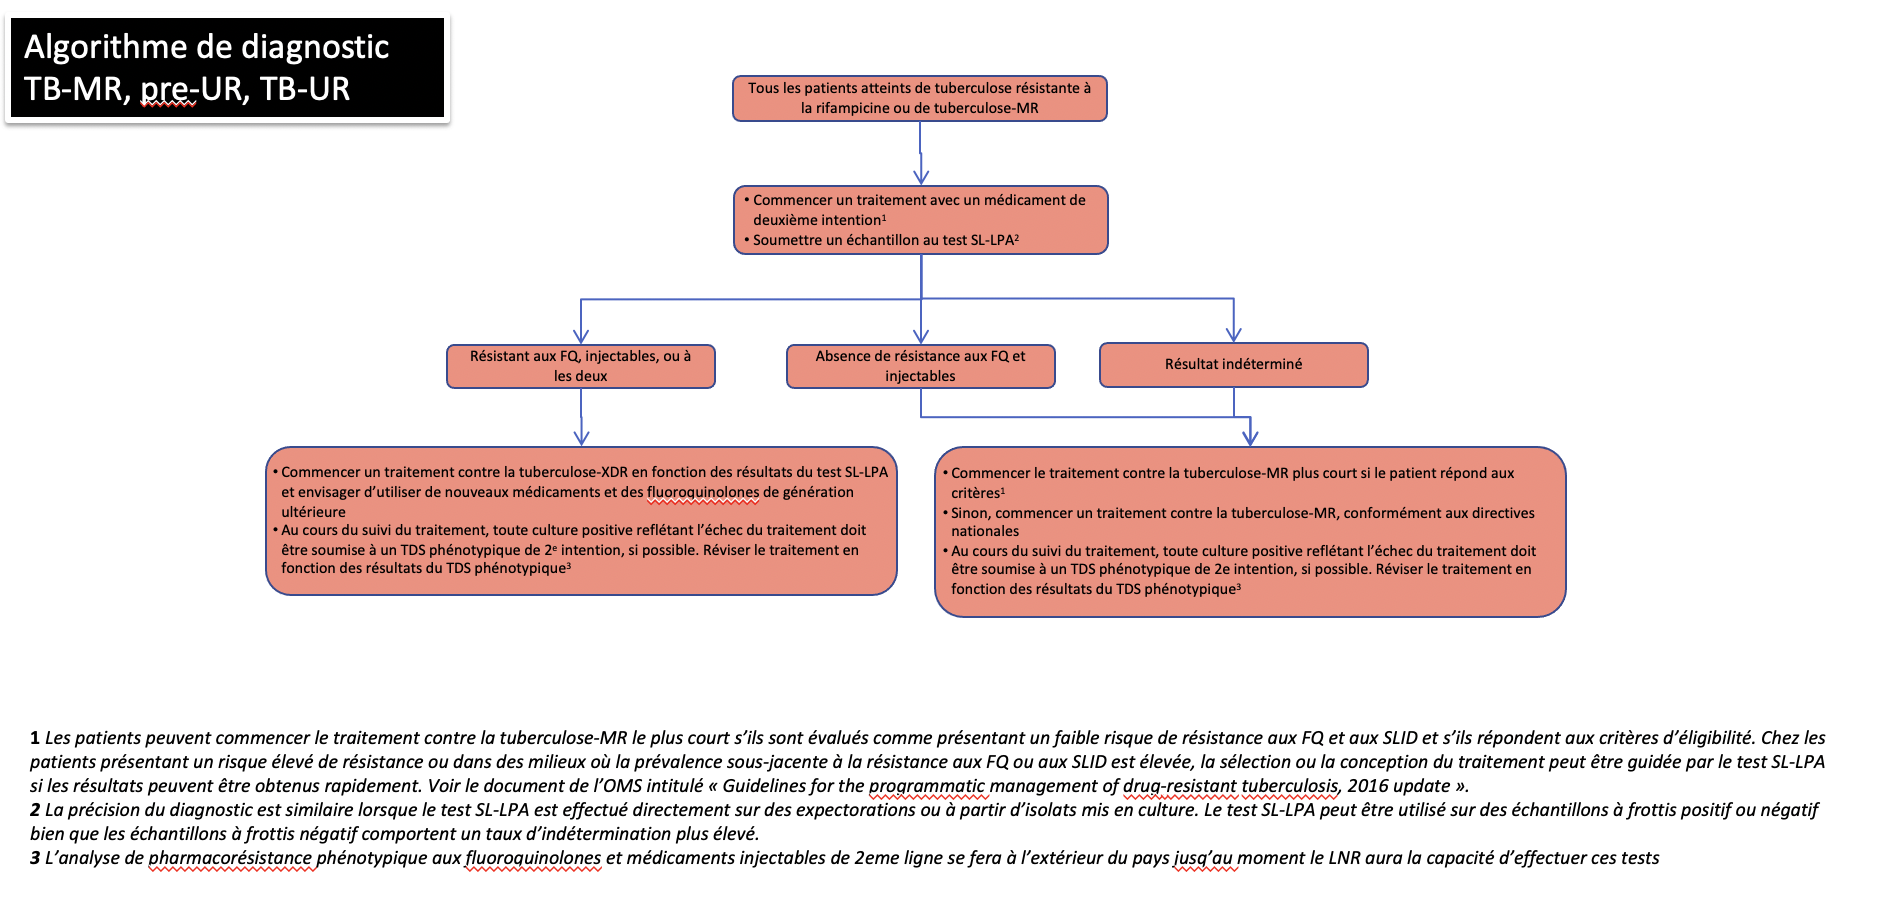 Algorithme de diagnostic
TB-MR, pre-UR, TB-UR
Tous les patients atteints de tuberculose résistante à
la rifampicine ou de tuberculose-MR
• Commencer un traitement avec un médicament de
deuxième intention¹
• Soumettre un échantillon au test SL-LPA²
Résistant aux FQ, injectables, ou à
les deux
Absence de résistance aux FQ et
injectables
Résultat indéterminé
• Commencer un traitement contre la tuberculose-XDR en fonction des résultats du test SL-LPA
et envisager d’utiliser de nouveaux médicaments et des fluoroquinolones de génération
ultérieure
• Au cours du suivi du traitement, toute culture positive reflétant l’échec du traitement doit
être soumise à un TDS phénotypique de 2ᵉ intention, si possible. Réviser le traitement en
fonction des résultats du TDS phénotypique³
• Commencer le traitement contre la tuberculose-MR plus court si le patient répond aux
critères¹
• Sinon, commencer un traitement contre la tuberculose-MR, conformément aux directives
nationales
• Au cours du suivi du traitement, toute culture positive reflétant l’échec du traitement doit
être soumise à un TDS phénotypique de 2e intention, si possible. Réviser le traitement en
fonction des résultats du TDS phénotypique³
1 Les patients peuvent commencer le traitement contre la tuberculose-MR le plus court s’ils sont évalués comme présentant un faible risque de résistance aux FQ et aux SLID et s’ils répondent aux critères d’éligibilité. Chez les
patients présentant un risque élevé de résistance ou dans des milieux où la prévalence sous-jacente à la résistance aux FQ ou aux SLID est élevée, la sélection ou la conception du traitement peut être guidée par le test SL-LPA
si les résultats peuvent être obtenus rapidement. Voir le document de l’OMS intitulé « Guidelines for the programmatic management of drug-resistant tuberculosis, 2016 update ».
2 La précision du diagnostic est similaire lorsque le test SL-LPA est effectué directement sur des expectorations ou à partir d’isolats mis en culture. Le test SL-LPA peut être utilisé sur des échantillons à frottis positif ou négatif
bien que les échantillons à frottis négatif comportent un taux d’indétermination plus élevé.
3 L’analyse de pharmacorésistance phénotypique aux fluoroquinolones et médicaments injectables de 2eme ligne se fera à l’extérieur du pays jusq’au moment le LNR aura la capacité d’effectuer ces tests